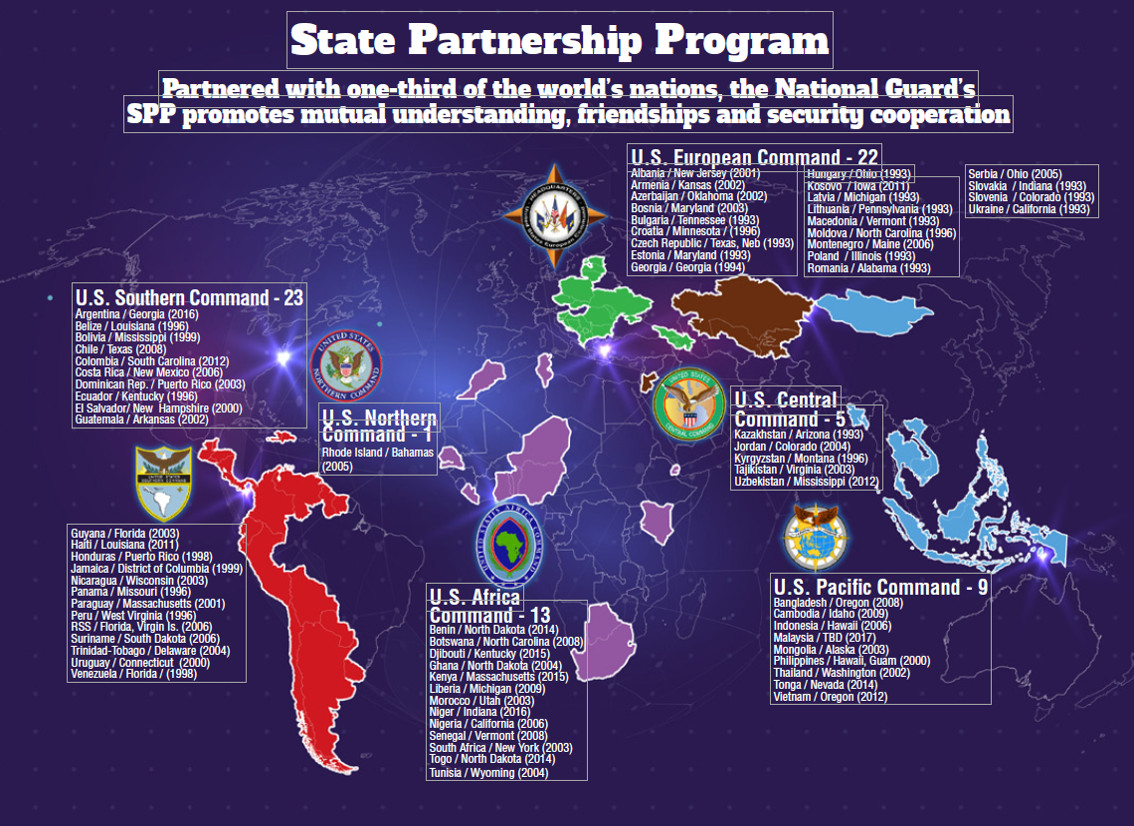 State Partnership Program
Partnered with one-third of the world's nations, the National Guard's
SPP promotes mutual understanding, friendships and security cooperation
U.S. European Command - 22
Albania / New Jersey (2001)
Armenia / Kansas (2002)
Azerbaijan / Oklahoma (2002)
Bosnia / Maryland (2003)
Bulgaria / Tennessee (1993)
Croatia / Minnesota / (1996)
Czech Republic / Texas, Neb (1993)
Estonia / Maryland (1993)
Georgia / Georgia (1994)
Hungary / Ohio (1993)
Kosovo / Iowa (2011)
Latvia / Michigan (1993)
Lithuania / Pennsylvania (1993)
Macedonia / Vermont (1993)
Moldova / North Carolina (1996)
Montenegro / Maine (2006)
Poland / Illinois (1993)
Romania / Alabama (1993)
Serbia / Ohio (2005)
Slovakia / Indiana (1993)
Slovenia / Colorado (1993)
Ukraine / California (1993)
U.S. Southern Command - 23
Argentina / Georgia (2016)
Belize / Louisiana (1996)
Bolivia / Mississippi (1999)
Chile / Texas (2008)
Colombia / South Carolina (2012)
Costa Rica / New Mexico (2006)
Dominican Rep. / Puerto Rico (2003)
Ecuador / Kentucky (1996)
El Salvador/ New Hampshire (2000)
Guatemala / Arkansas (2002)
Guyana / Florida (2003)
Haiti / Louisiana (2011)
Honduras / Puerto Rico (1998)
Jamaica / District of Columbia (1999)
Nicaragua / Wisconsin (2003)
Panama / Missouri (1996)
Paraguay / Massachusetts (2001)
Peru / West Virginia (1996)
RSS / Florida, Virgin Is. (2006)
Suriname / South Dakota (2006)
Trinidad-Tobago / Delaware (2004)
Uruguay / Connecticut (2000)
Venezuela / Florida / (1998)
UNITED STATES
NORTHERN COMMAND
U.S. Northern
Command - 1
Rhode Island / Bahamas
(2005)
UNITED STATES
CENTRAL COMMAND
U.S. Central
Command - 5
Kazakhstan / Arizona (1993)
Jordan / Colorado (2004)
Kyrgyzstan / Montana (1996)
Tajikistan / Virginia (2003)
Uzbekistan / Mississippi (2012)
UNITED STATES AFRICA COMMAND
U.S. Africa
Command - 13
Benin / North Dakota (2014)
Botswana / North Carolina (2008)
Djibouti / Kentucky (2015)
Ghana / North Dakota (2004)
Kenya / Massachusetts (2015)
Liberia / Michigan (2009)
Morocco / Utah (2003)
Niger / Indiana (2016)
Nigeria / California (2006)
Senegal / Vermont (2008)
South Africa / New York (2003)
Togo / North Dakota (2014)
Tunisia / Wyoming (2004)
U.S. Pacific Command - 9
Bangladesh / Oregon (2008)
Cambodia / Idaho (2009)
Indonesia / Hawaii (2006)
Malaysia / TBD (2017)
Mongolia / Alaska (2003)
Philippines / Hawaii, Guam (2000)
Thailand / Washington (2002)
Tonga / Nevada (2014)
Vietnam / Oregon (2012)